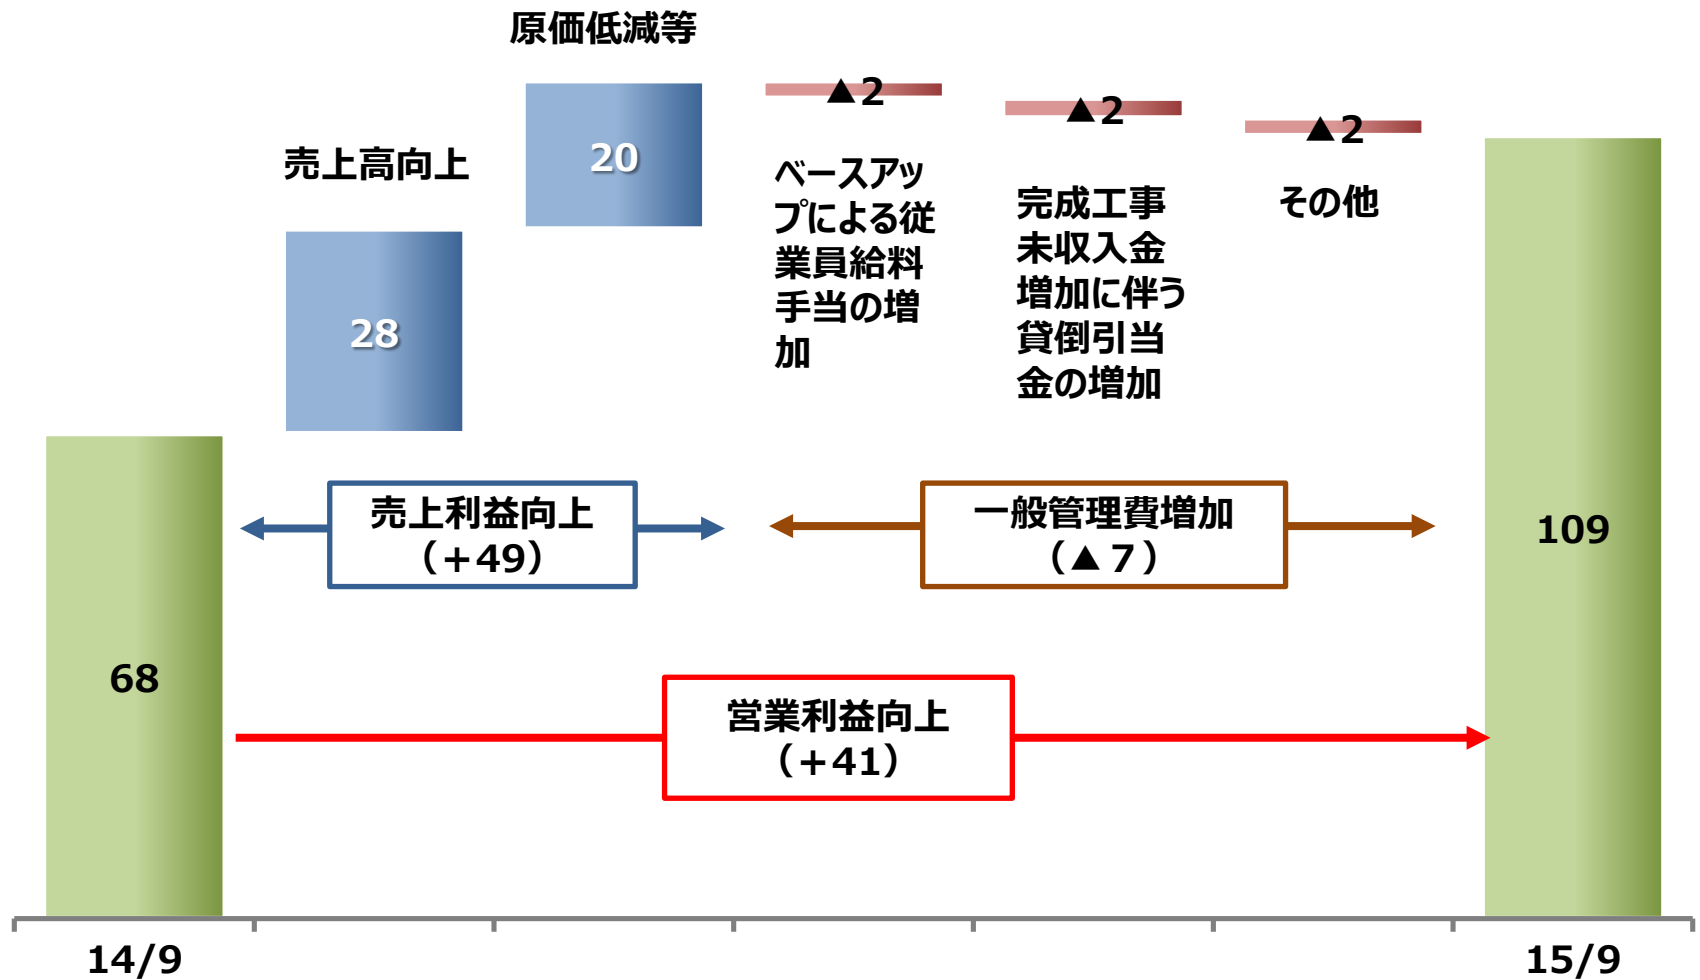 原価低減等
20
売上高向上
28
▲2
ベースアッ
プによる従
業員給料
手当の増
加
▲2
完成工事
未収入金
増加に伴う
貸倒引当
金の増加
▲2
その他
売上利益向上
（+49）
一般管理費増加
（▲７）
営業利益向上
（+41）
68
109
14/9
15/9